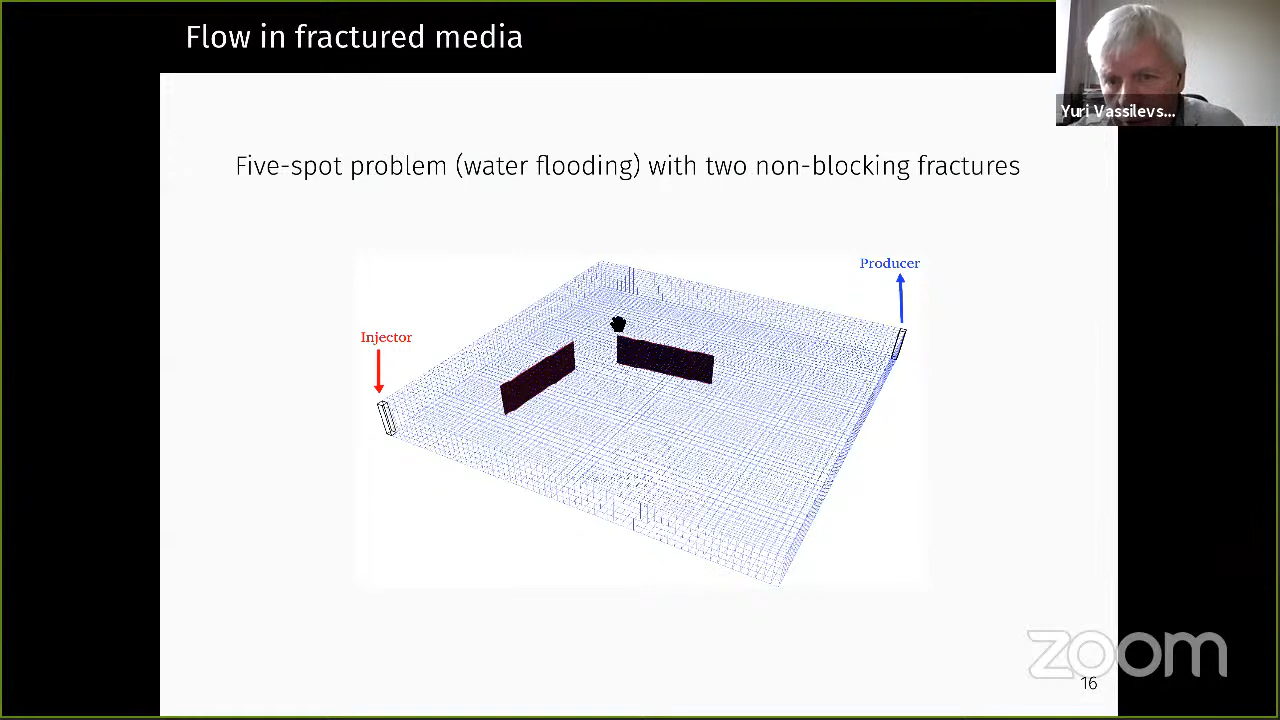 Flow in fractured media
Yuri Vassilevs...
Five-spot problem (water flooding) with two non-blocking fractures
Producer
Injector
zoom
16